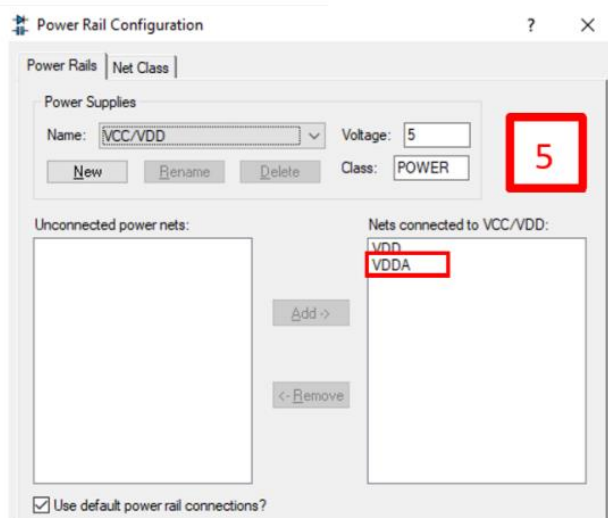 Power Rail Configuration ? ×
Power Rails Net Class
Power Supplies
Name: VCC/VDD Voltage: 5
New Rename Delete Class: POWER
5
Unconnected power nets: Nets connected to VCC/VDD:
VDD
VDDA
Add ->
<- Remove
Use default power rail connections?